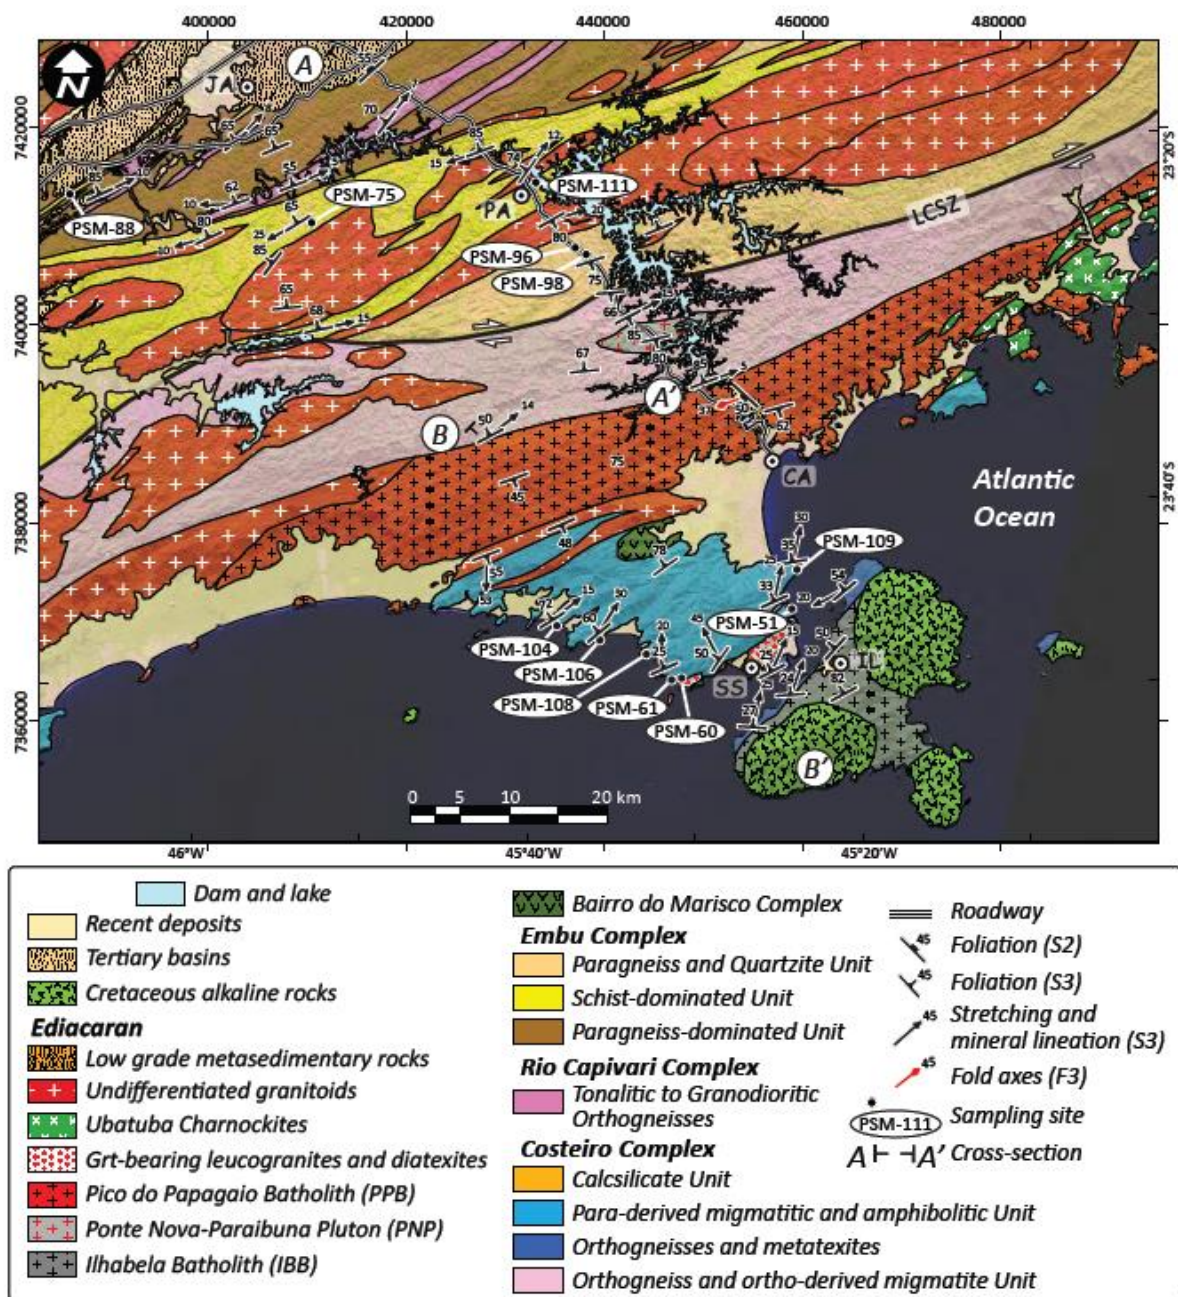 400000 420000 440000 460000 480000
7420000
7400000
7380000
7360000
23°20'S
23°40'S
N
JA
A
PSM-75
PSM-88
PSM-111
PA
PSM-96
PSM-98
LCSZ
A'
B
CA
Atlantic
Ocean
PSM-109
PSM-51
PSM-104
PSM-106
PSM-108
PSM-61
PSM-60
SS
IL
B'
0 5 10 20 km
46°W 45°40'W 45°20'W
Dam and lake
Recent deposits
Tertiary basins
Cretaceous alkaline rocks
Ediacaran
Low grade metasedimentary rocks
Undifferentiated granitoids
Ubatuba Charnockites
Grt-bearing leucogranites and diatexites
Pico do Papagaio Batholith (PPB)
Ponte Nova-Paraibuna Pluton (PNP)
Ilhabela Batholith (IBB)
Bairro do Marisco Complex
Embu Complex
Paragneiss and Quartzite Unit
Schist-dominated Unit
Paragneiss-dominated Unit
Rio Capivari Complex
Tonalitic to Granodioritic
Orthogneisses
Costeiro Complex
Calcsilicate Unit
Para-derived migmatitic and amphibolitic Unit
Orthogneisses and metatexites
Orthogneiss and ortho-derived migmatite Unit
Roadway
45 Foliation (S2)
45 Foliation (S3)
45 Stretching and
mineral lineation (S3)
45 Fold axes (F3)
PSM-111 Sampling site
A A' Cross-section